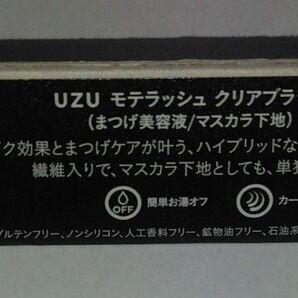 UZU モテラッシュ クリアブラ
(まつげ美容液/マスカラ下地)
ク効果とまつげケアが叶う、ハイブリッドな
繊維入りで、マスカラ下地としても、単独
OFF 簡単お湯オフ カー
グルテンフリー、ノンシリコン、人工香料フリー、鉱物油フリー、石油系